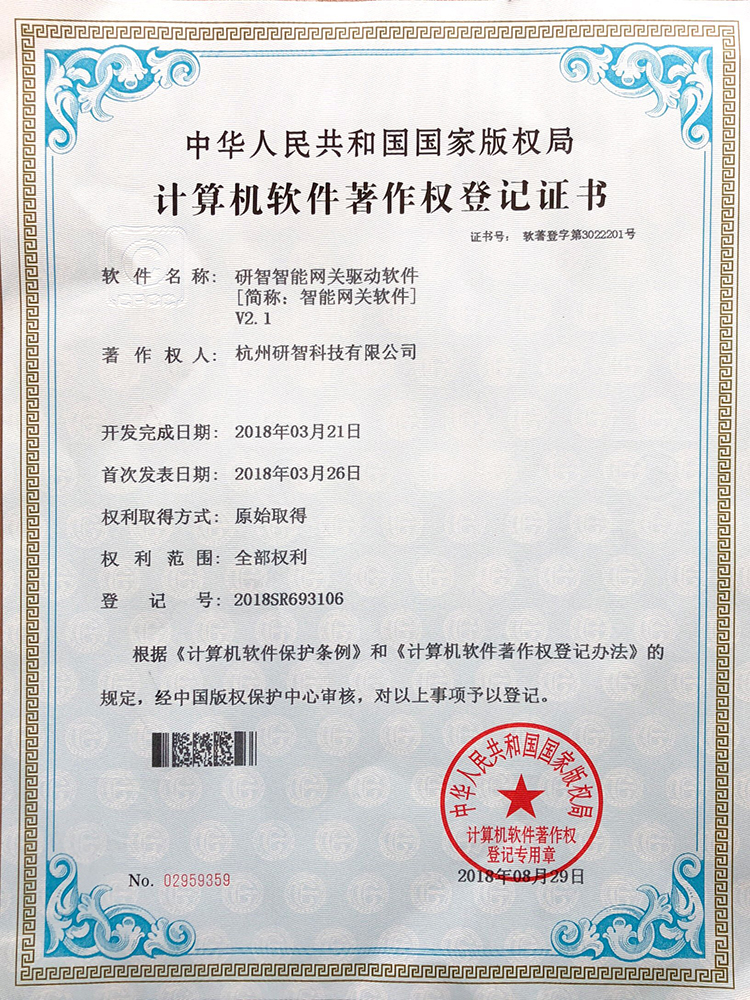 中华人民共和国国家版权局
计算机软件著作权登记证书
证书号： 软著登字第3022201号
CPCC
软件名称： 研智智能网关驱动软件
[简称：智能网关软件]
V2.1
著作权人： 杭州研智科技有限公司
开发完成日期： 2018年03月21日
首次发表日期： 2018年03月26日
权利取得方式： 原始取得
权利范围： 全部权利
登记号： 2018SR693106
根据《计算机软件保护条例》和《计算机软件著作权登记办法》的
规定，经中国版权保护中心审核，对以上事项予以登记。
中华人民共和国国家版权局
计算机软件著作权
登记专用章
No. 02959359
2018年08月29日